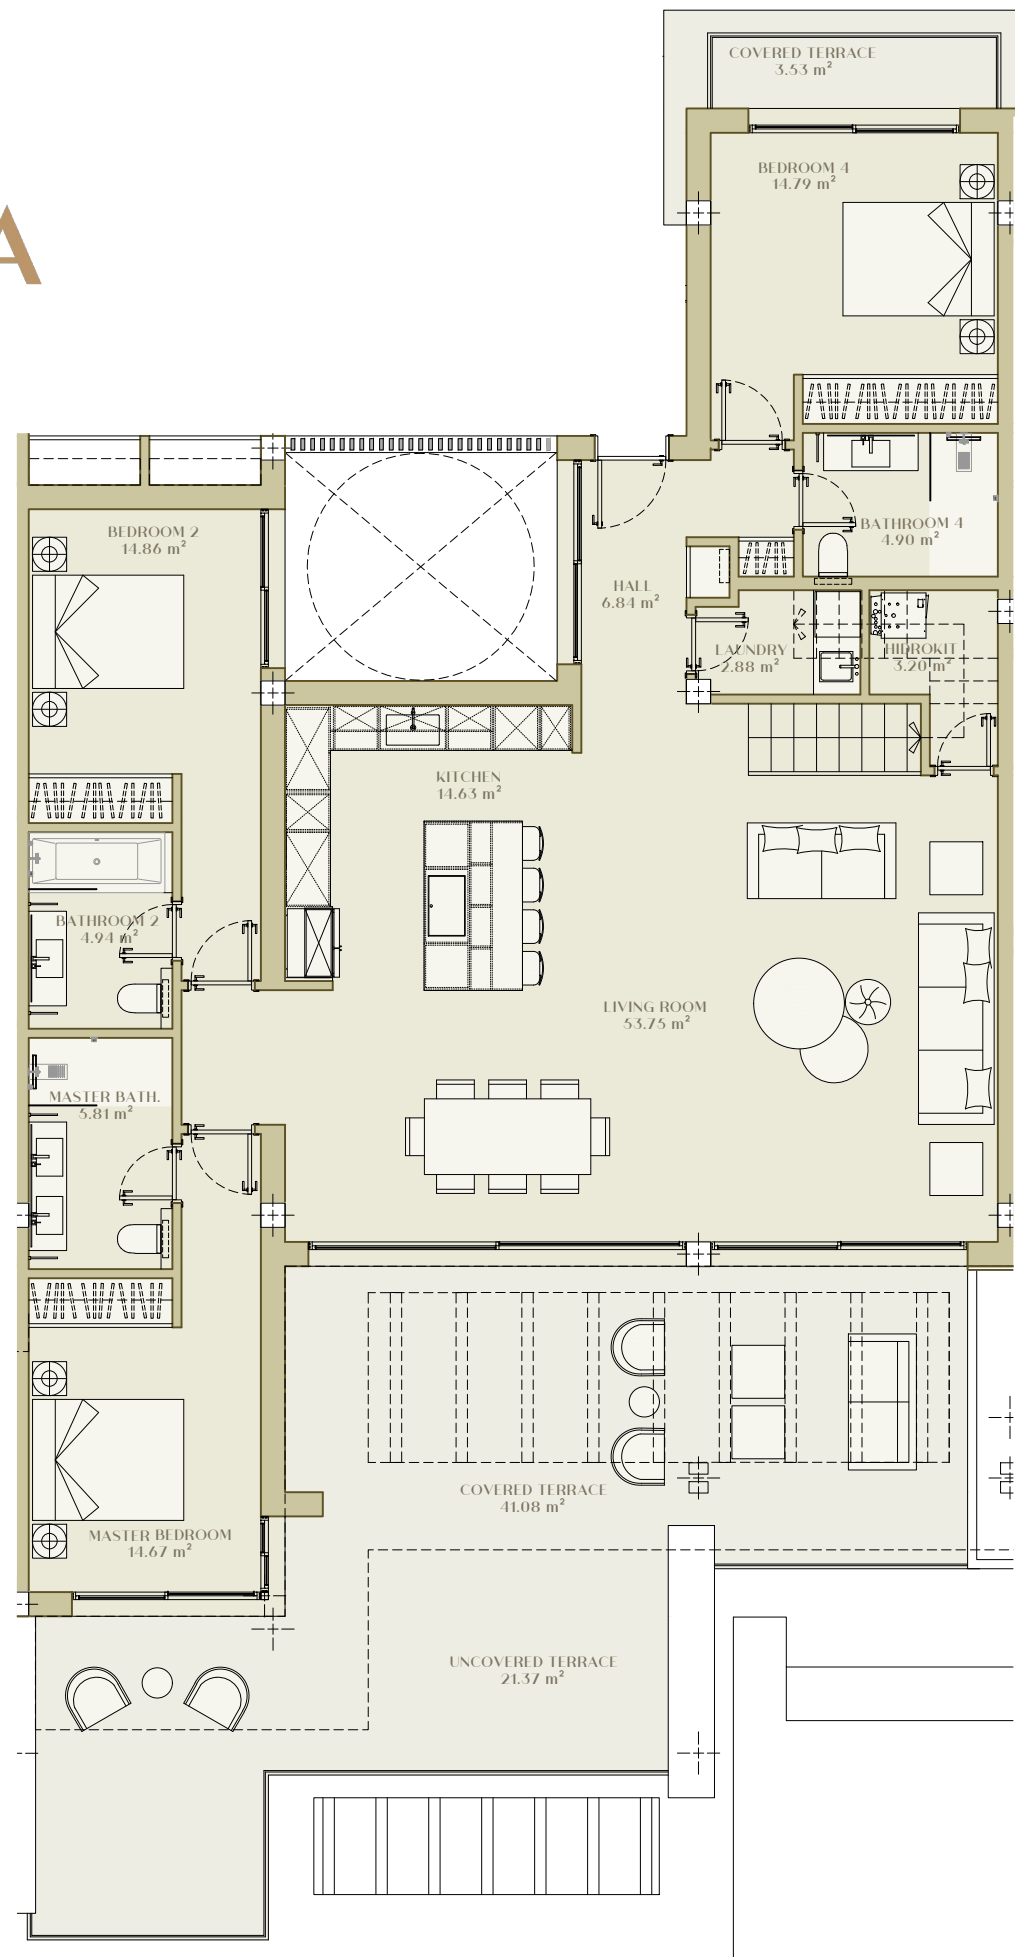 COVERED TERRACE
3.53 m²
BEDROOM 4
14.79 m²
A
BEDROOM 2
14.86 m²
BATHROOM 4
4.90 m²
HALL
6.84 m²
LAUNDRY
2.88 m²
HIDROKIT
3.20 m²
KITCHEN
14.63 m²
BATHROOM 2
4.94 m²
LIVING ROOM
53.75 m²
MASTER BATH.
5.81 m²
COVERED TERRACE
41.08 m²
MASTER BEDROOM
14.67 m²
UNCOVERED TERRACE
21.37 m²